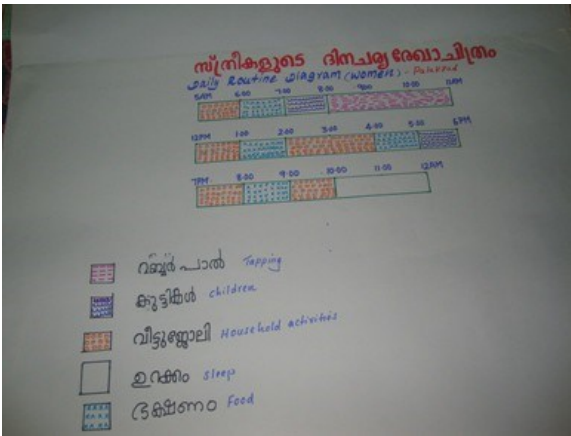 സ്ത്രീകളുടെ ദിനചര്യ രേഖാചിത്രം
Daily Routine Diagram (women) - Palakkad
5AM 6:00 7:00 8:00 9:00 10:00 11AM
12PM 1:00 2:00 3:00 4:00 5:00 6PM
7PM 8:00 9:00 10:00 11:00 12AM
റബ്ബർ പാൽ Tapping
കുട്ടികൾ children
വീട്ടുജോലി Household activities
ഉറക്കം sleep
ഭക്ഷണം Food